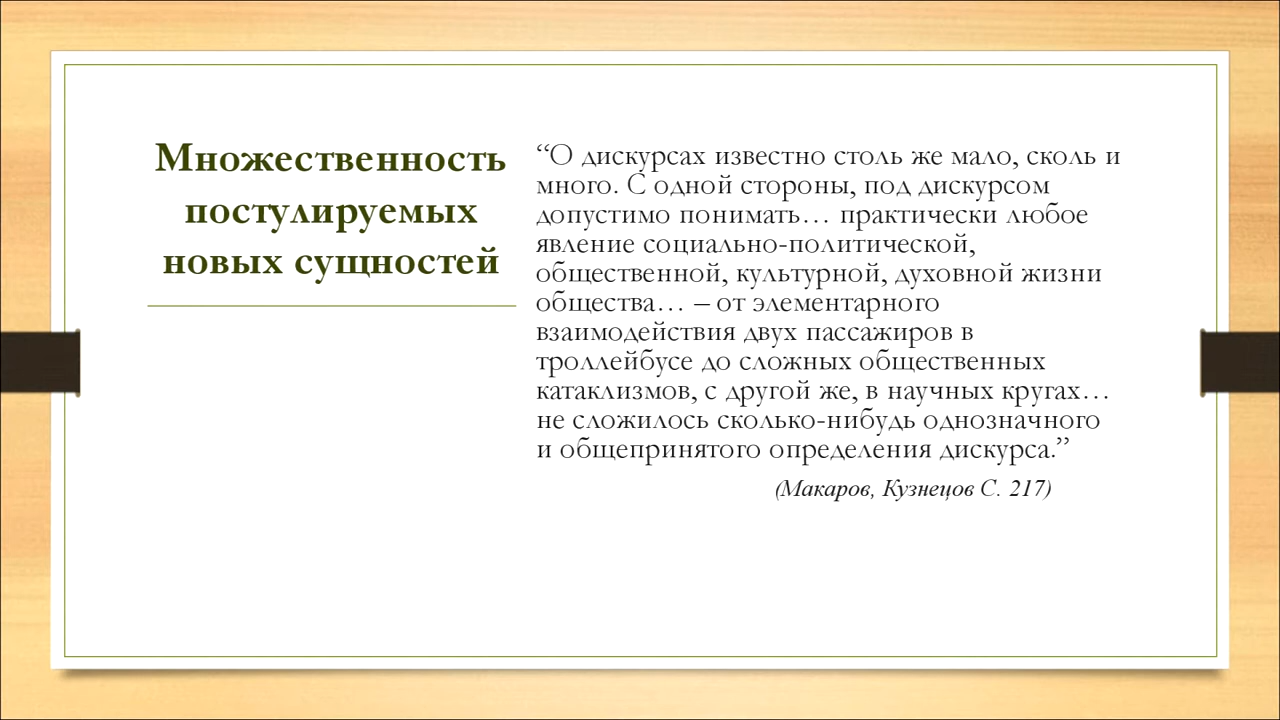 Множественность
постулируемых
новых сущностей
“О дискурсах известно столь же мало, сколь и
много. С одной стороны, под дискурсом
допустимо понимать… практически любое
явление социально-политической,
общественной, культурной, духовной жизни
общества… – от элементарного
взаимодействия двух пассажиров в
троллейбусе до сложных общественных
катаклизмов, с другой же, в научных кругах…
не сложилось сколько-нибудь однозначного
и общепринятого определения дискурса.”
(Макаров, Кузнецов С. 217)